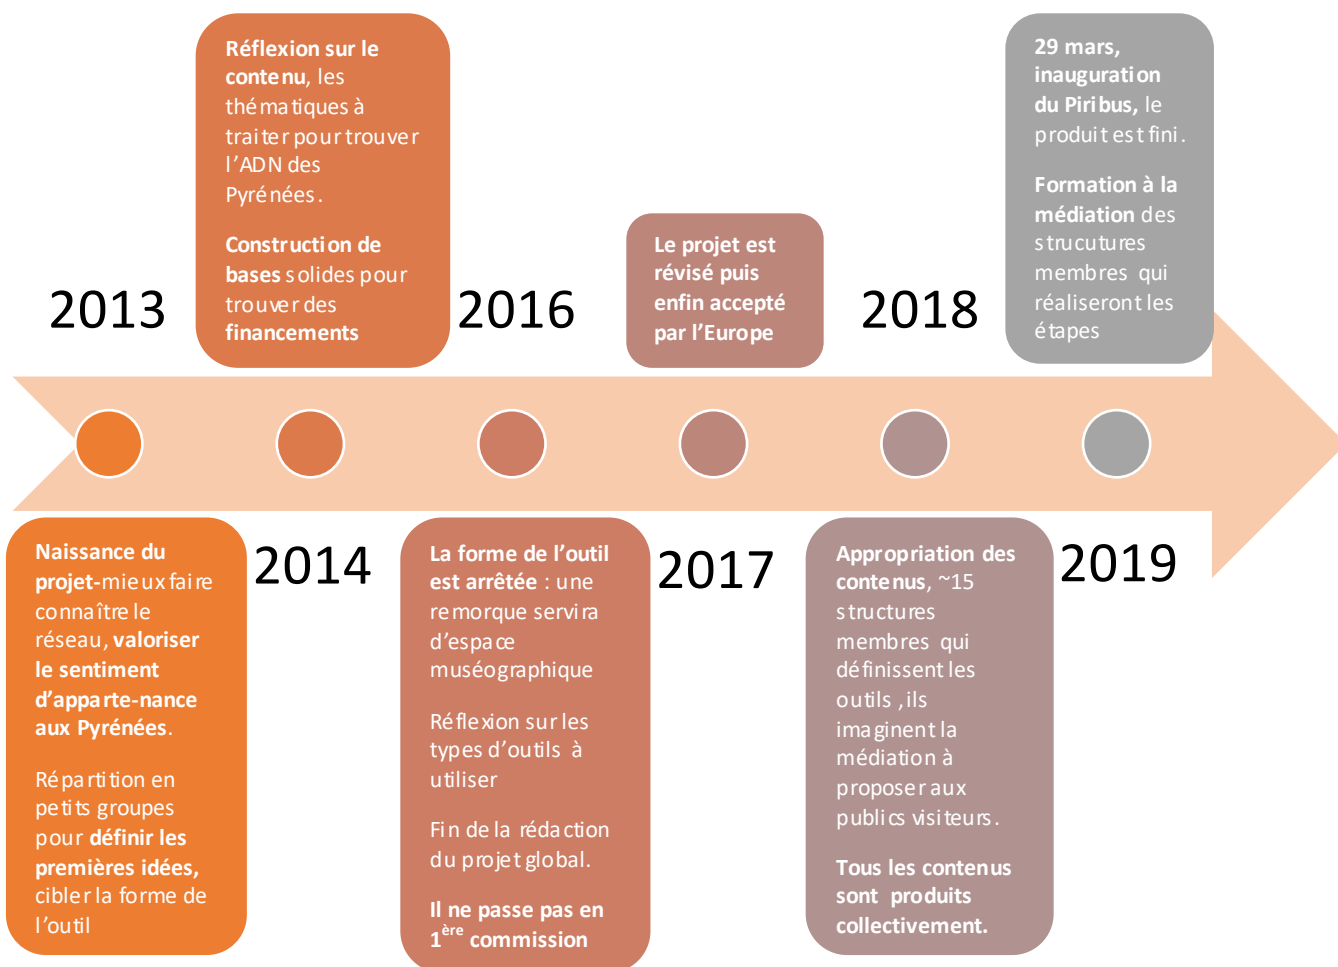 2013
Naissance du
projet-mieux faire
connaître le
réseau, valoriser
le sentiment
d’apparte-nance
aux Pyrénées.
Répartition en
petits groupes
pour définir les
premières idées,
cibler la forme de
l’outil
2014
Réflexion sur le
contenu, les
thématiques à
traiter pour trouver
l’ADN des
Pyrénées.
Construction de
bases solides pour
trouver des
financements
2016
La forme de l’outil
est arrêtée : une
remorque servira
d’espace
muséographique
Réflexion sur les
types d’outils à
utiliser
Fin de la rédaction
du projet global.
Il ne passe pas en
1ère commission
2017
Le projet est
révisé puis
enfin accepté
par l’Europe
2018
Appropriation des
contenus, ~15
structures
membres qui
définissent les
outils ,ils
imaginent la
médiation à
proposer aux
publics visiteurs.
Tous les contenus
sont produits
collectivement.
2019
29 mars,
inauguration
du Piribus, le
produit est fini.
Formation à la
médiation des
strucutures
membres qui
réaliseront les
étapes